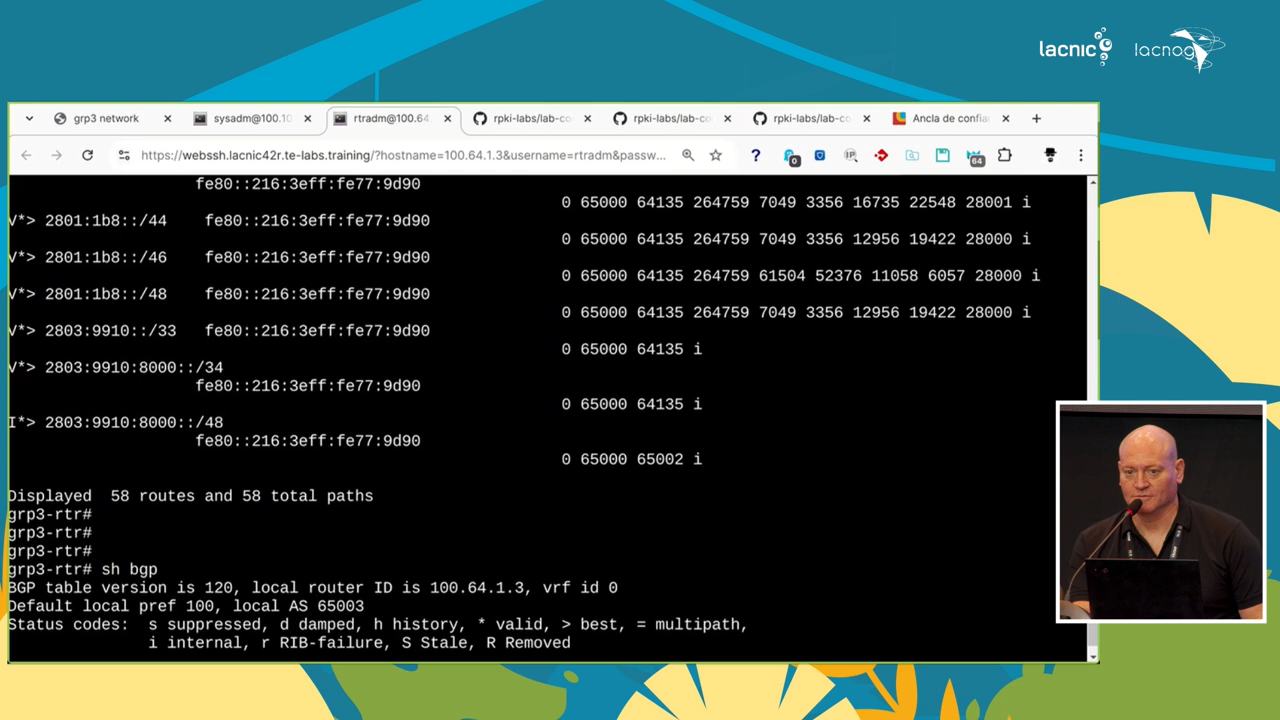 lacnic
lacnog
grp3 network
sysadm@100.10
rtradm@100.64.
rpki-labs/lab-co
rpki-labs/lab-co
rpki-labs/lab-co
Ancla de confia
https://webssh.lacnic42r.te-labs.training/?hostname=100.64.1.3&username=rtradm&passw...
0
IP
64
fe80::216:3eff:fe77:9d90
0 65000 64135 264759 7049 3356 16735 22548 28001 i
V*> 2801:1b8::/44 fe80::216:3eff:fe77:9d90
0 65000 64135 264759 7049 3356 12956 19422 28000 i
V*> 2801:1b8::/46 fe80::216:3eff:fe77:9d90
0 65000 64135 264759 61504 52376 11058 6057 28000 i
V*> 2801:1b8::/48 fe80::216:3eff:fe77:9d90
0 65000 64135 264759 7049 3356 12956 19422 28000 i
V*> 2803:9910::/33 fe80::216:3eff:fe77:9d90
0 65000 64135 i
V*> 2803:9910:8000::/34
fe80::216:3eff:fe77:9d90
0 65000 64135 i
I*> 2803:9910:8000::/48
fe80::216:3eff:fe77:9d90
0 65000 65002 i
Displayed 58 routes and 58 total paths
grp3-rtr#
grp3-rtr#
grp3-rtr#
grp3-rtr# sh bgp
BGP table version is 120, local router ID is 100.64.1.3, vrf id 0
Default local pref 100, local AS 65003
Status codes: s suppressed, d damped, h history, * valid, > best, = multipath,
i internal, r RIB-failure, S Stale, R Removed